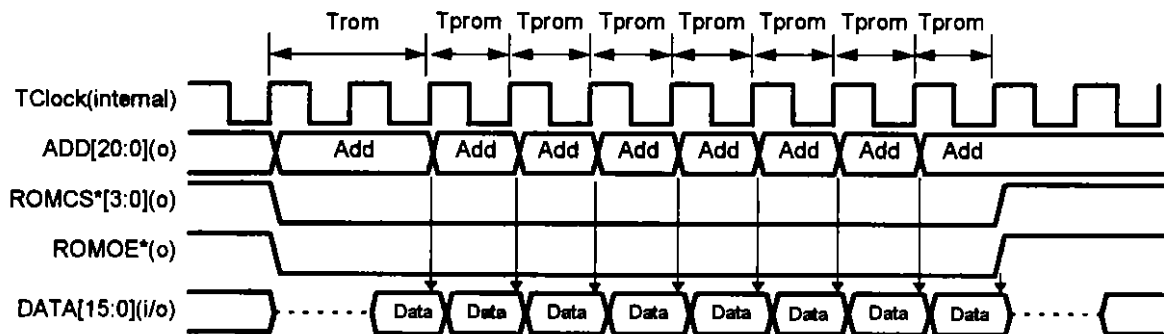 Trom Tprom Tprom Tprom Tprom Tprom Tprom Tprom
TClock(internal)
ADD[20:0](o) Add Add Add Add Add Add Add Add
ROMCS*[3:0](o)
ROMOE*(o)
DATA[15:0](i/o) Data Data Data Data Data Data Data Data